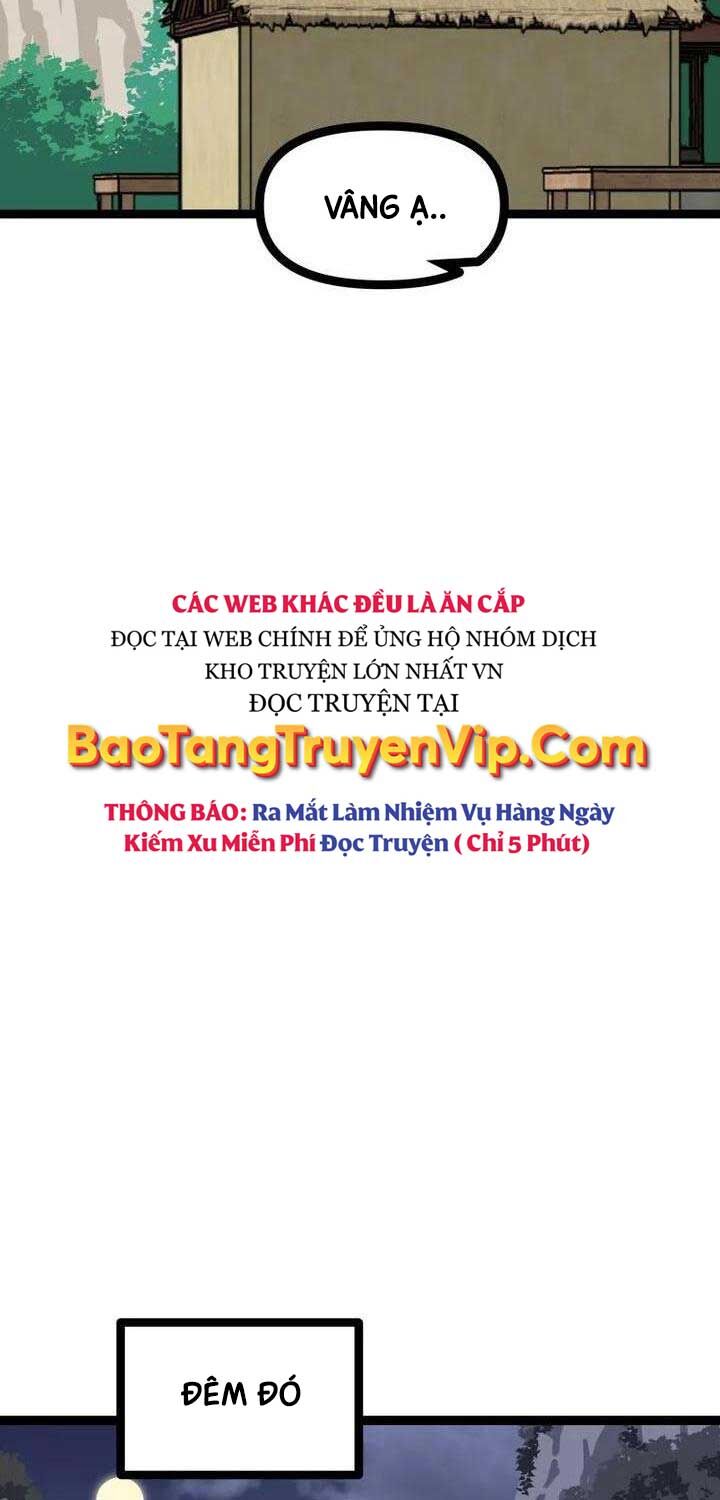 VÂNG Ạ..
CÁC WEB KHÁC ĐỀU LÀ ĂN CẮP
ĐỌC TẠI WEB CHÍNH ĐỂ ỦNG HỘ NHÓM DỊCH
KHO TRUYỆN LỚN NHẤT VN
ĐỌC TRUYỆN TẠI
BaoTangTruyenVip.Com
THÔNG BÁO: Ra Mắt Làm Nhiệm Vụ Hàng Ngày
Kiếm Xu Miễn Phí Đọc Truyện ( Chỉ 5 Phút)
ĐÊM ĐÓ